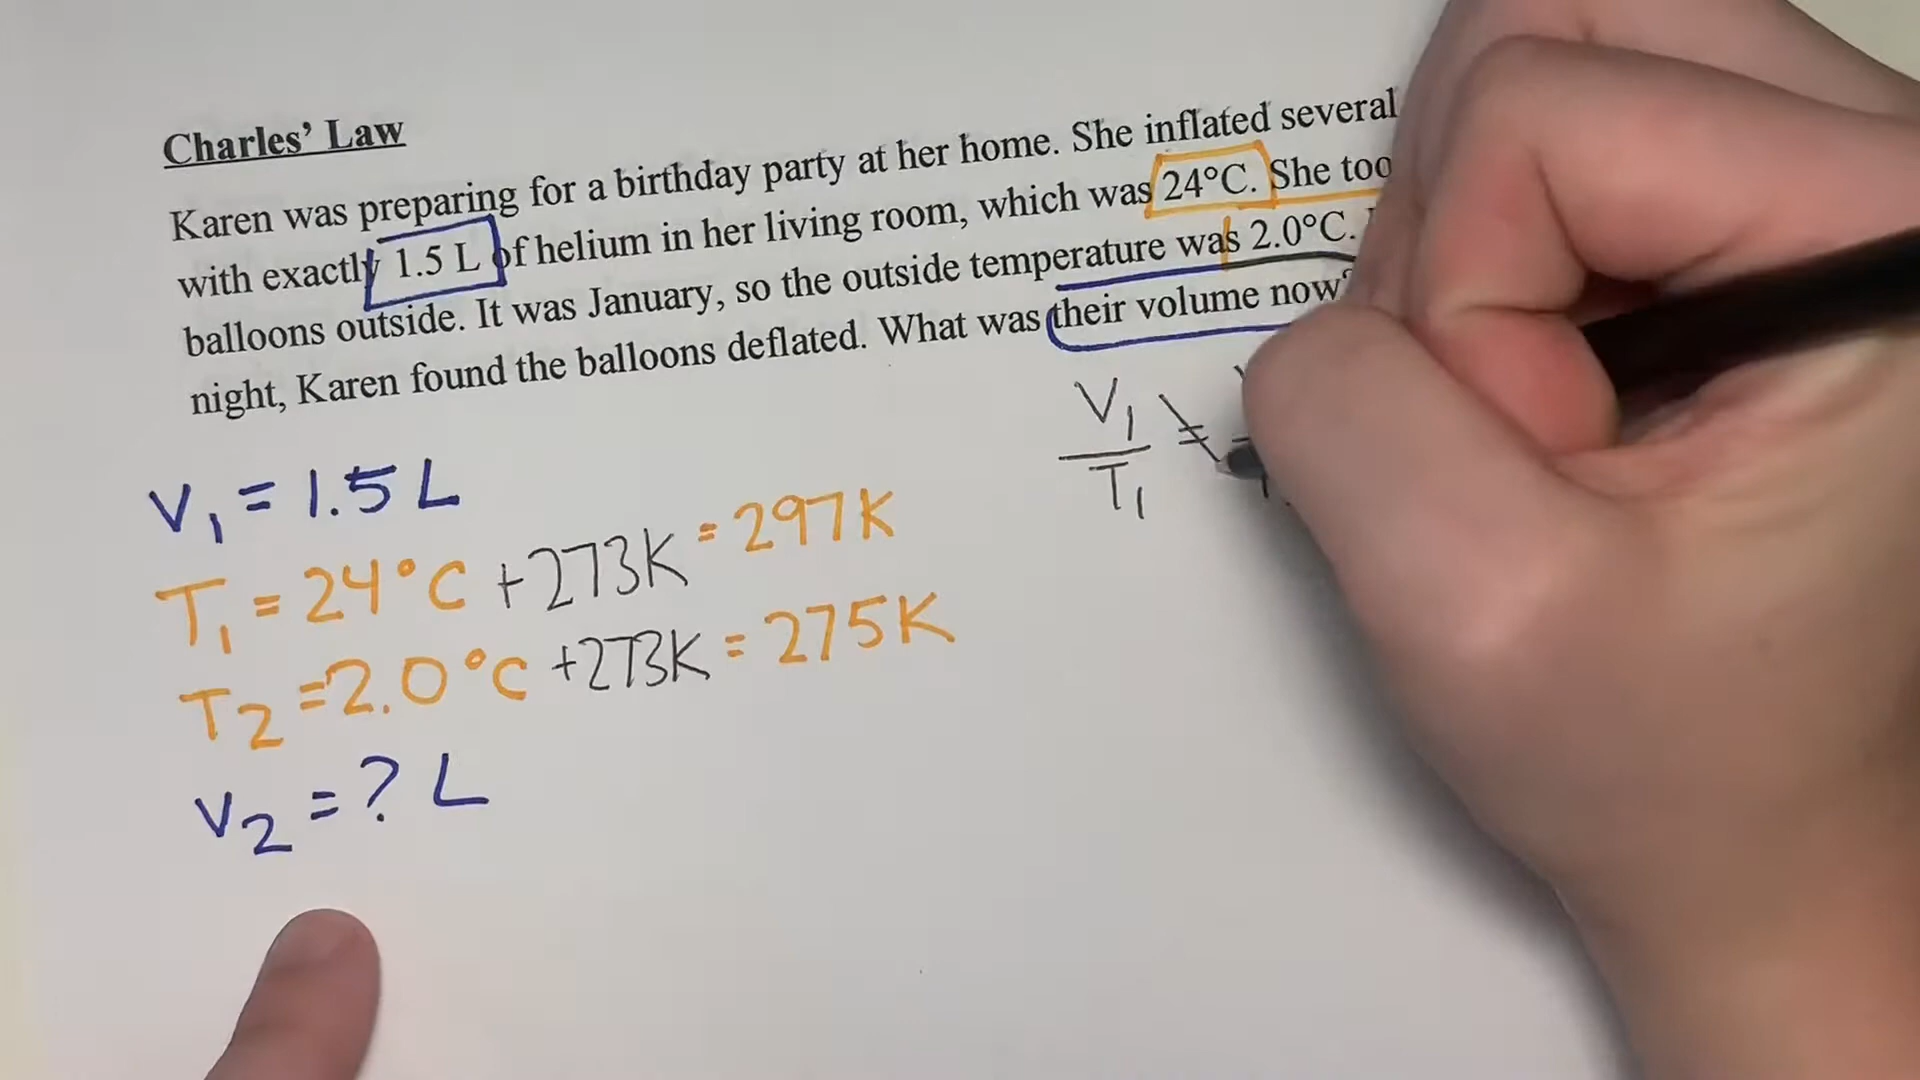 Charles’ Law
Karen was preparing for a birthday party at her home. She inflated several
with exactly 1.5 L of helium in her living room, which was 24°C. She
balloons outside. It was January, so the outside temperature was 2.0°C.
night, Karen found the balloons deflated. What was their volume now?
V₁ = 1.5 L
T₁ = 24°C +273K = 297K
T₂ = 2.0°C +273K = 275K
V₂ = ? L
V₁
=
T₁